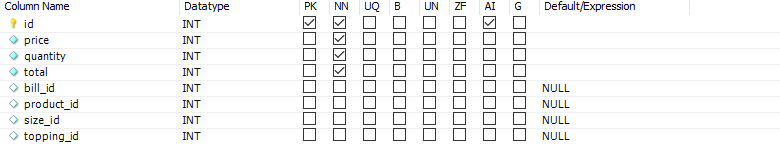 Column Name Datatype PK NN UQ B UN ZF AI G Default/Expression
id INT
price INT
quantity INT
total INT
bill_id INT NULL
product_id INT NULL
size_id INT NULL
topping_id INT NULL